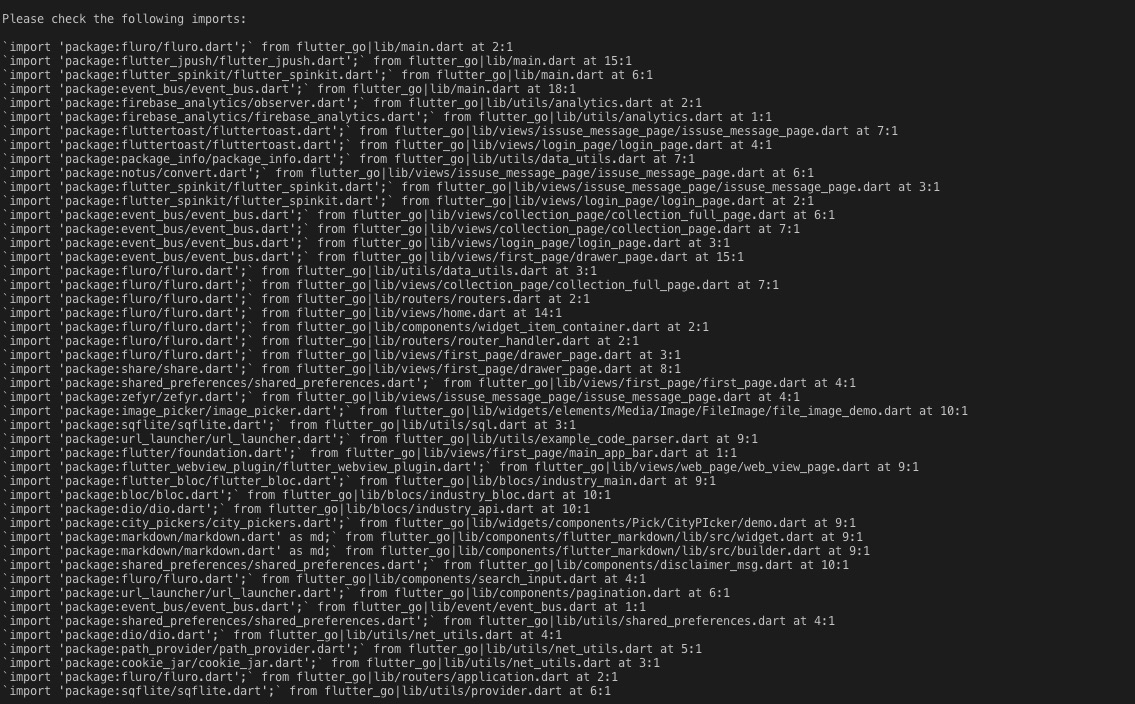 Please check the following imports:
`import 'package:fluro/fluro.dart';` from flutter_go|lib/main.dart at 2:1
`import 'package:flutter_jpush/flutter_jpush.dart';` from flutter_go|lib/main.dart at 15:1
`import 'package:flutter_spinkit/flutter_spinkit.dart';` from flutter_go|lib/main.dart at 6:1
`import 'package:event_bus/event_bus.dart';` from flutter_go|lib/main.dart at 18:1
`import 'package:firebase_analytics/observer.dart';` from flutter_go|lib/utils/analytics.dart at 2:1
`import 'package:firebase_analytics/firebase_analytics.dart';` from flutter_go|lib/utils/analytics.dart at 1:1
`import 'package:fluttertoast/fluttertoast.dart';` from flutter_go|lib/views/issuse_message_page/issuse_message_page.dart at 7:1
`import 'package:fluttertoast/fluttertoast.dart';` from flutter_go|lib/views/login_page/login_page.dart at 4:1
`import 'package:package_info/package_info.dart';` from flutter_go|lib/utils/data_utils.dart at 7:1
`import 'package:notus/convert.dart';` from flutter_go|lib/views/issuse_message_page/issuse_message_page.dart at 6:1
`import 'package:flutter_spinkit/flutter_spinkit.dart';` from flutter_go|lib/views/issuse_message_page/issuse_message_page.dart at 3:1
`import 'package:flutter_spinkit/flutter_spinkit.dart';` from flutter_go|lib/views/login_page/login_page.dart at 2:1
`import 'package:event_bus/event_bus.dart';` from flutter_go|lib/views/collection_page/collection_full_page.dart at 6:1
`import 'package:event_bus/event_bus.dart';` from flutter_go|lib/views/collection_page/collection_page.dart at 7:1
`import 'package:event_bus/event_bus.dart';` from flutter_go|lib/views/login_page/login_page.dart at 3:1
`import 'package:event_bus/event_bus.dart';` from flutter_go|lib/views/first_page/drawer_page.dart at 15:1
`import 'package:fluro/fluro.dart';` from flutter_go|lib/utils/data_utils.dart at 3:1
`import 'package:fluro/fluro.dart';` from flutter_go|lib/views/collection_page/collection_full_page.dart at 7:1
`import 'package:fluro/fluro.dart';` from flutter_go|lib/routers/routers.dart at 2:1
`import 'package:fluro/fluro.dart';` from flutter_go|lib/views/home.dart at 14:1
`import 'package:fluro/fluro.dart';` from flutter_go|lib/components/widget_item_container.dart at 2:1
`import 'package:fluro/fluro.dart';` from flutter_go|lib/routers/router_handler.dart at 2:1
`import 'package:fluro/fluro.dart';` from flutter_go|lib/views/first_page/drawer_page.dart at 3:1
`import 'package:share/share.dart';` from flutter_go|lib/views/first_page/drawer_page.dart at 8:1
`import 'package:shared_preferences/shared_preferences.dart';` from flutter_go|lib/views/first_page/first_page.dart at 4:1
`import 'package:zefyr/zefyr.dart';` from flutter_go|lib/views/issuse_message_page/issuse_message_page.dart at 4:1
`import 'package:image_picker/image_picker.dart';` from flutter_go|lib/widgets/elements/Media/Image/FileImage/file_image_demo.dart at 10:1
`import 'package:sqflite/sqflite.dart';` from flutter_go|lib/utils/sql.dart at 3:1
`import 'package:url_launcher/url_launcher.dart';` from flutter_go|lib/utils/example_code_parser.dart at 9:1
`import 'package:flutter/foundation.dart';` from flutter_go|lib/views/first_page/main_app_bar.dart at 1:1
`import 'package:flutter_webview_plugin/flutter_webview_plugin.dart';` from flutter_go|lib/views/web_page/web_view_page.dart at 9:1
`import 'package:flutter_bloc/flutter_bloc.dart';` from flutter_go|lib/blocs/industry_main.dart at 9:1
`import 'package:bloc/bloc.dart';` from flutter_go|lib/blocs/industry_bloc.dart at 10:1
`import 'package:dio/dio.dart';` from flutter_go|lib/blocs/industry_api.dart at 10:1
`import 'package:city_pickers/city_pickers.dart';` from flutter_go|lib/widgets/components/Pick/CityPIcker/demo.dart at 9:1
`import 'package:markdown/markdown.dart' as md;` from flutter_go|lib/components/flutter_markdown/lib/src/widget.dart at 9:1
`import 'package:markdown/markdown.dart' as md;` from flutter_go|lib/components/flutter_markdown/lib/src/builder.dart at 9:1
`import 'package:shared_preferences/shared_preferences.dart';` from flutter_go|lib/components/disclaimer_msg.dart at 10:1
`import 'package:fluro/fluro.dart';` from flutter_go|lib/components/search_input.dart at 4:1
`import 'package:url_launcher/url_launcher.dart';` from flutter_go|lib/components/pagination.dart at 6:1
`import 'package:event_bus/event_bus.dart';` from flutter_go|lib/event/event_bus.dart at 1:1
`import 'package:shared_preferences/shared_preferences.dart';` from flutter_go|lib/utils/shared_preferences.dart at 4:1
`import 'package:dio/dio.dart';` from flutter_go|lib/utils/net_utils.dart at 4:1
`import 'package:path_provider/path_provider.dart';` from flutter_go|lib/utils/net_utils.dart at 5:1
`import 'package:cookie_jar/cookie_jar.dart';` from flutter_go|lib/utils/net_utils.dart at 3:1
`import 'package:fluro/fluro.dart';` from flutter_go|lib/routers/application.dart at 2:1
`import 'package:sqflite/sqflite.dart';` from flutter_go|lib/utils/provider.dart at 6:1